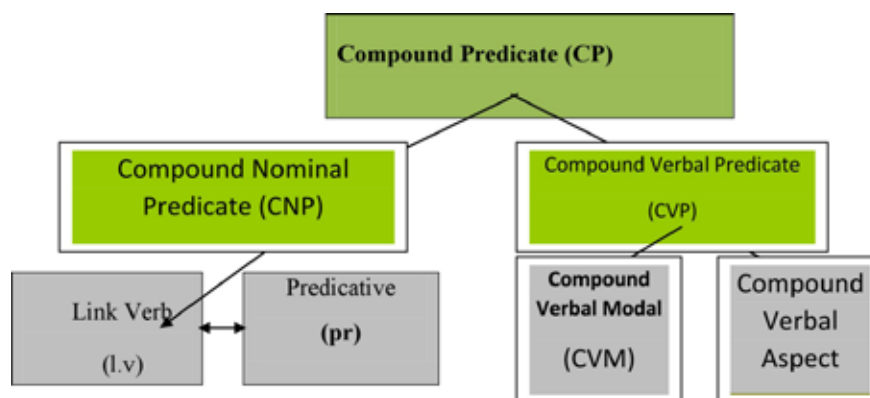 Compound Predicate (CP)
Compound Nominal
Predicate (CNP)
Compound Verbal Predicate
(CVP)
Link Verb
(l.v)
Predicative
(pr)
Compound
Verbal Modal
(CVM)
Compound
Verbal
Aspect